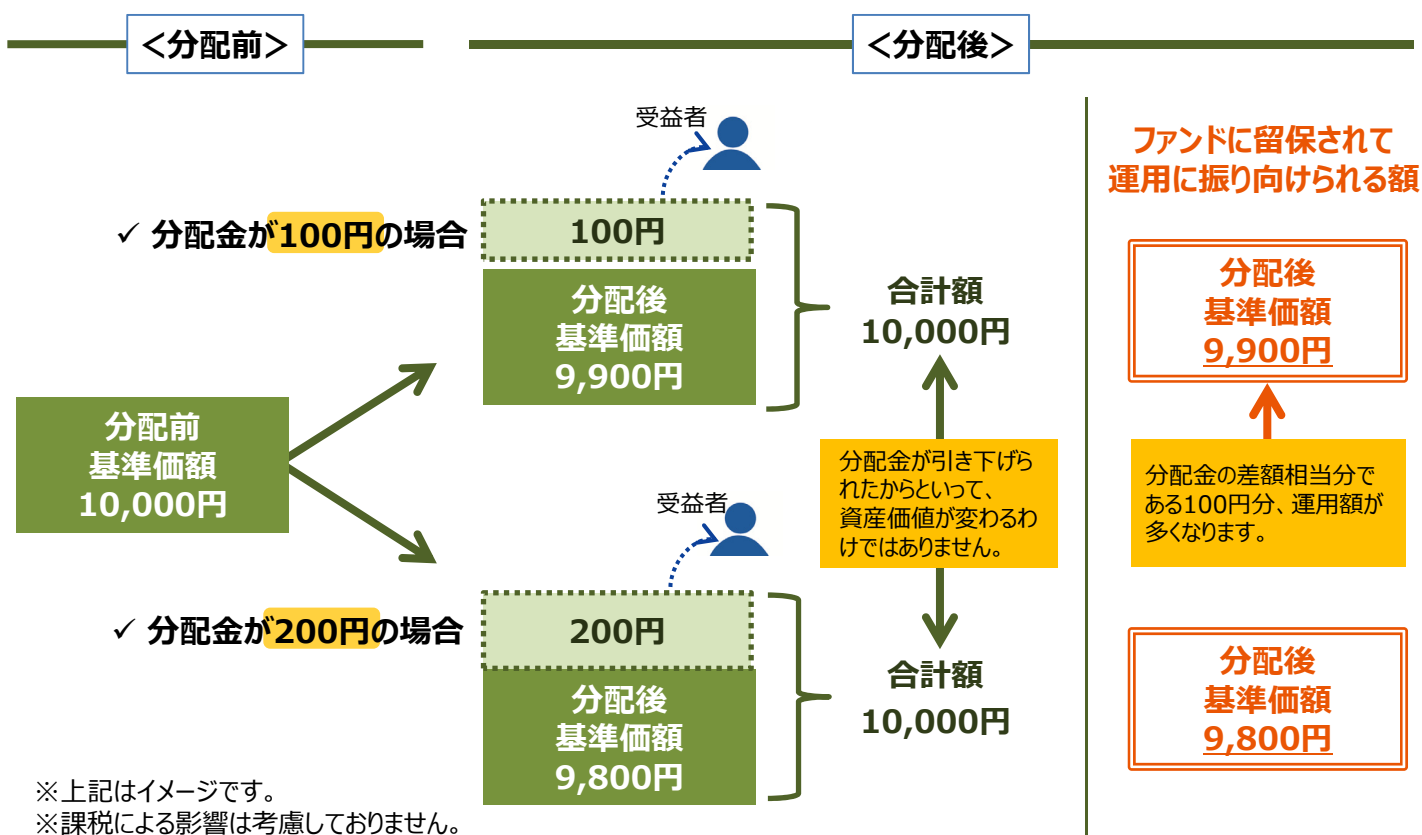 ＜分配前＞
＜分配後＞
受益者
ファンドに留保されて
運用に振り向けられる額
✓ 分配金が100円の場合
100円
分配後
基準価額
9,900円
合計額
10,000円
分配後
基準価額
9,900円
分配前
基準価額
10,000円
分配金が引き下げら
れたからといって、
資産価値が変わるわ
けではありません。
分配金の差額相当分で
ある100円分、運用額が
多くなります。
受益者
✓ 分配金が200円の場合
200円
分配後
基準価額
9,800円
合計額
10,000円
分配後
基準価額
9,800円
※上記はイメージです。
※課税による影響は考慮しておりません。